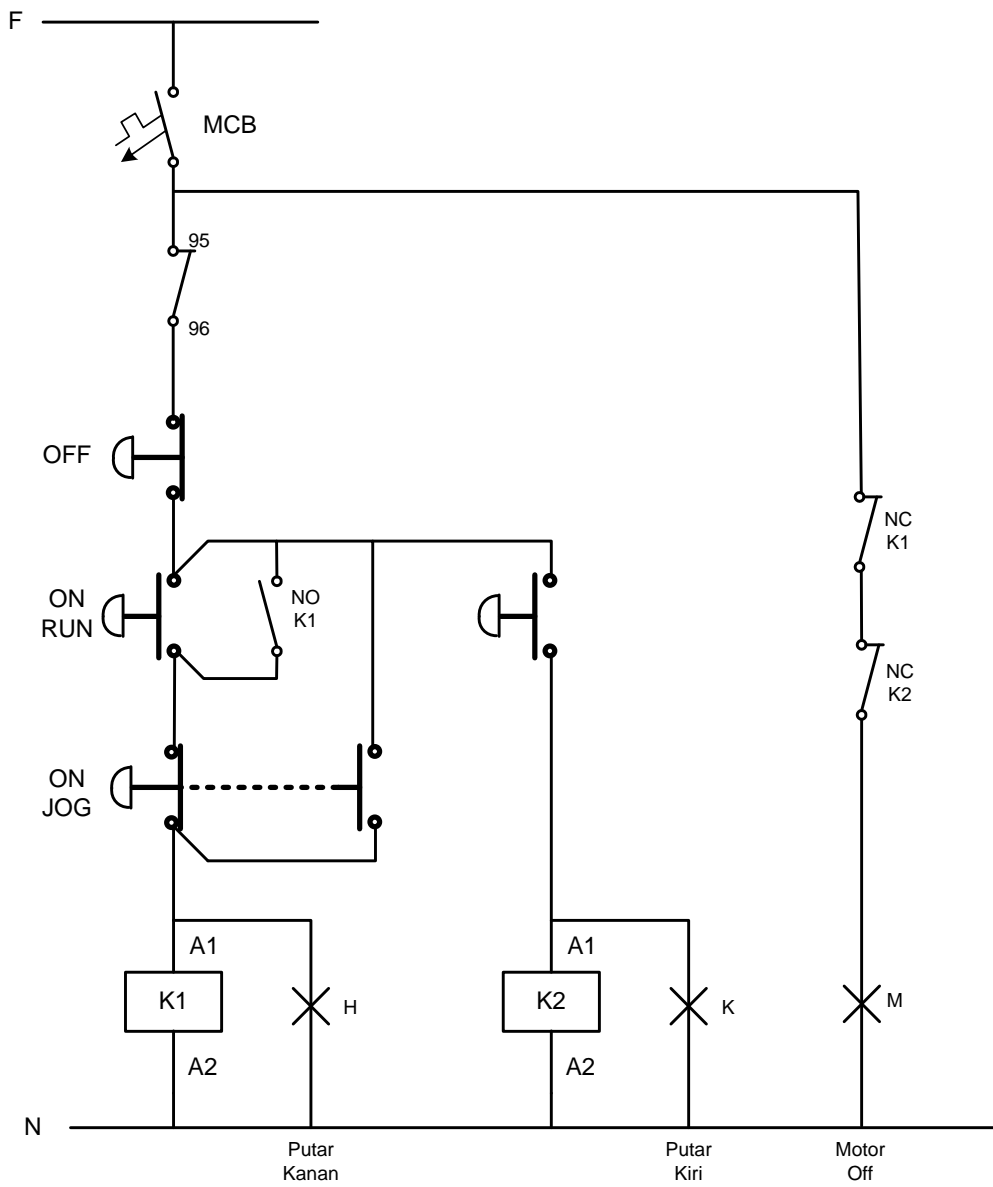 F
MCB
95
96
OFF
ON
RUN
NO
K1
NC
K1
NC
K2
ON
JOG
A1
K1
A2
H
A1
K2
A2
K
M
N
Putar
Kanan
Putar
Kiri
Motor
Off